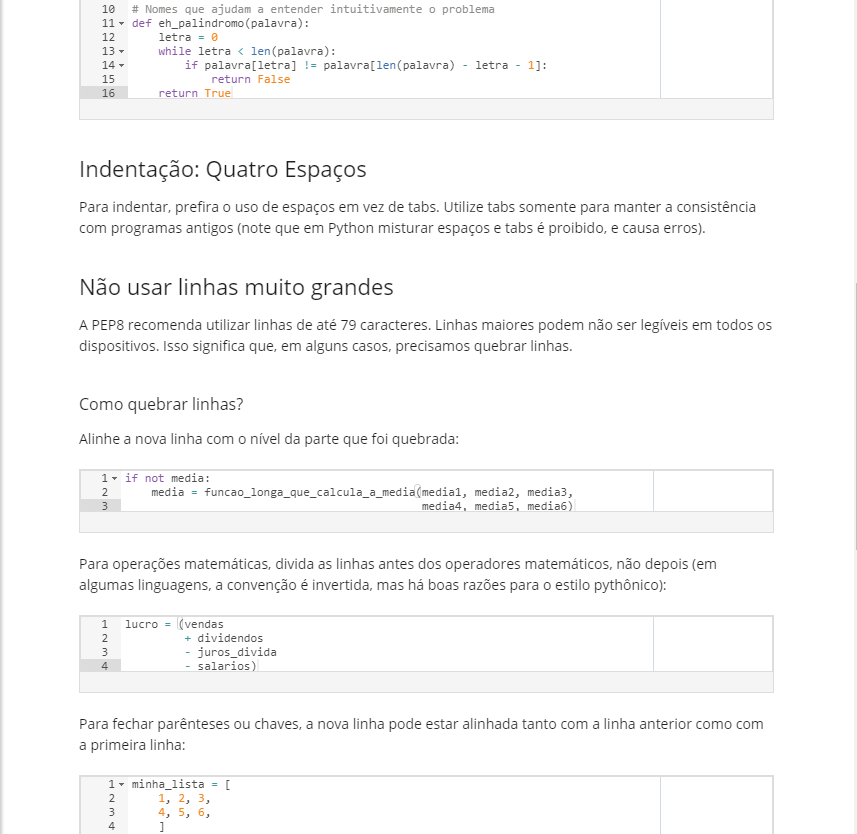 10 # Nomes que ajudam a entender intuitivamente o problema
11 def eh_palindromo(palavra):
12     letra = 0
13     while letra < len(palavra):
14         if palavra[letra] != palavra[len(palavra) - letra - 1]:
15             return False
16     return True
Indentação: Quatro Espaços
Para indentar, prefira o uso de espaços em vez de tabs. Utilize tabs somente para manter a consistência
com programas antigos (note que em Python misturar espaços e tabs é proibido, e causa erros).
Não usar linhas muito grandes
A PEP8 recomenda utilizar linhas de até 79 caracteres. Linhas maiores podem não ser legíveis em todos os
dispositivos. Isso significa que, em alguns casos, precisamos quebrar linhas.
Como quebrar linhas?
Alinhe a nova linha com o nível da parte que foi quebrada:
1 if not media:
2     media = funcao_longa_que_calcula_a_media(media1, media2, media3,
3                                              media4, media5, media6)
Para operações matemáticas, divida as linhas antes dos operadores matemáticos, não depois (em
algumas linguagens, a convenção é invertida, mas há boas razões para o estilo pythônico):
1 lucro = (vendas
2          + dividendos
3          - juros_divida
4          - salarios)
Para fechar parênteses ou chaves, a nova linha pode estar alinhada tanto com a linha anterior como com
a primeira linha:
1 minha_lista = [
2     1, 2, 3,
3     4, 5, 6,
4     ]